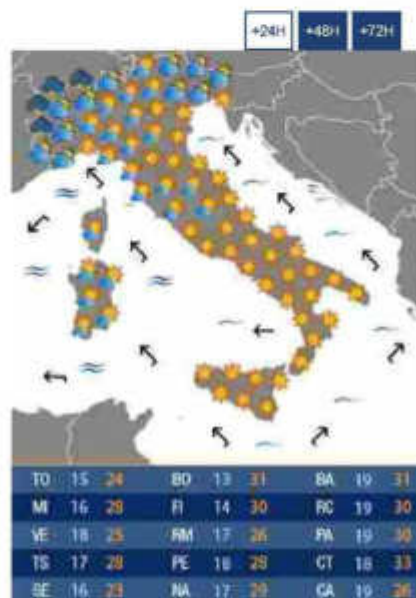 +24H +48H +72H
TO 15 24 BO 13 31 BA 19 31
MI 16 28 FI 14 30 RC 19 30
VE 18 25 RM 17 26 PA 19 30
TS 17 28 PE 18 28 CT 18 33
GE 16 23 NA 17 29 CA 19 26